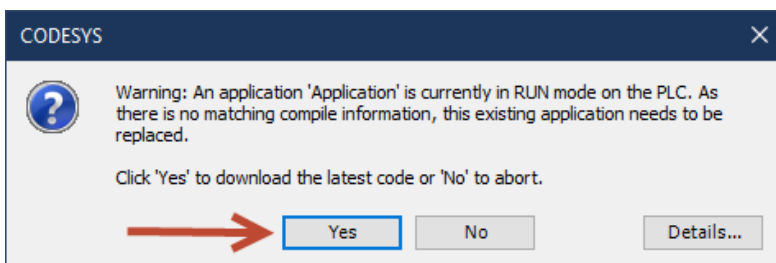 CODESYS
Warning: An application 'Application' is currently in RUN mode on the PLC. As
there is no matching compile information, this existing application needs to be
replaced.
Click 'Yes' to download the latest code or 'No' to abort.
Yes
No
Details...